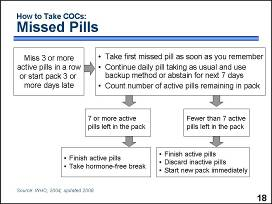 How to Take COCs:
Missed Pills
Miss 3 or more
active pills in a row
or start pack 3 or
more days late
• Take first missed pill as soon as you remember
• Continue daily pill taking as usual and use
backup method or abstain for next 7 days
• Count number of active pills remaining in pack
7 or more active
pills left in the pack
Fewer than 7 active
pills left in the pack
• Finish active pills
• Take hormone-free break
• Finish active pills
• Discard inactive pills
• Start new pack immediately
Source: WHO, 2004; updated 2008
18